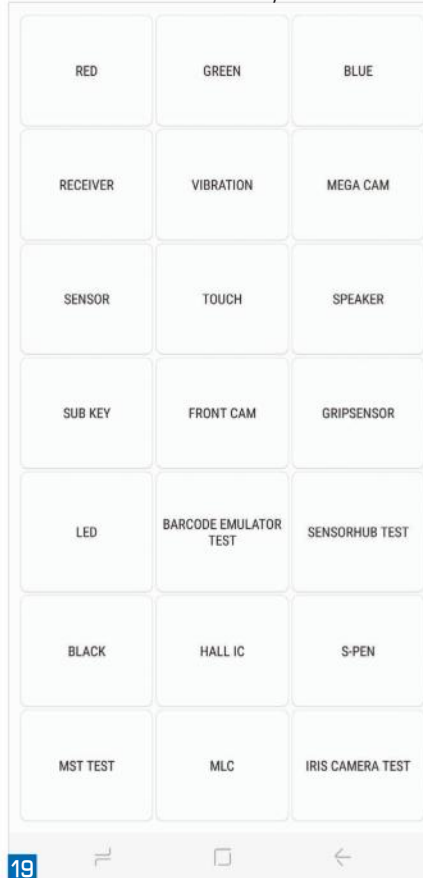 RED GREEN BLUE
RECEIVER VIBRATION MEGA CAM
SENSOR TOUCH SPEAKER
SUB KEY FRONT CAM GRIPSENSOR
LED BARCODE EMULATOR TEST SENSORHUB TEST
BLACK HALL IC S-PEN
MST TEST MLC IRIS CAMERA TEST
19